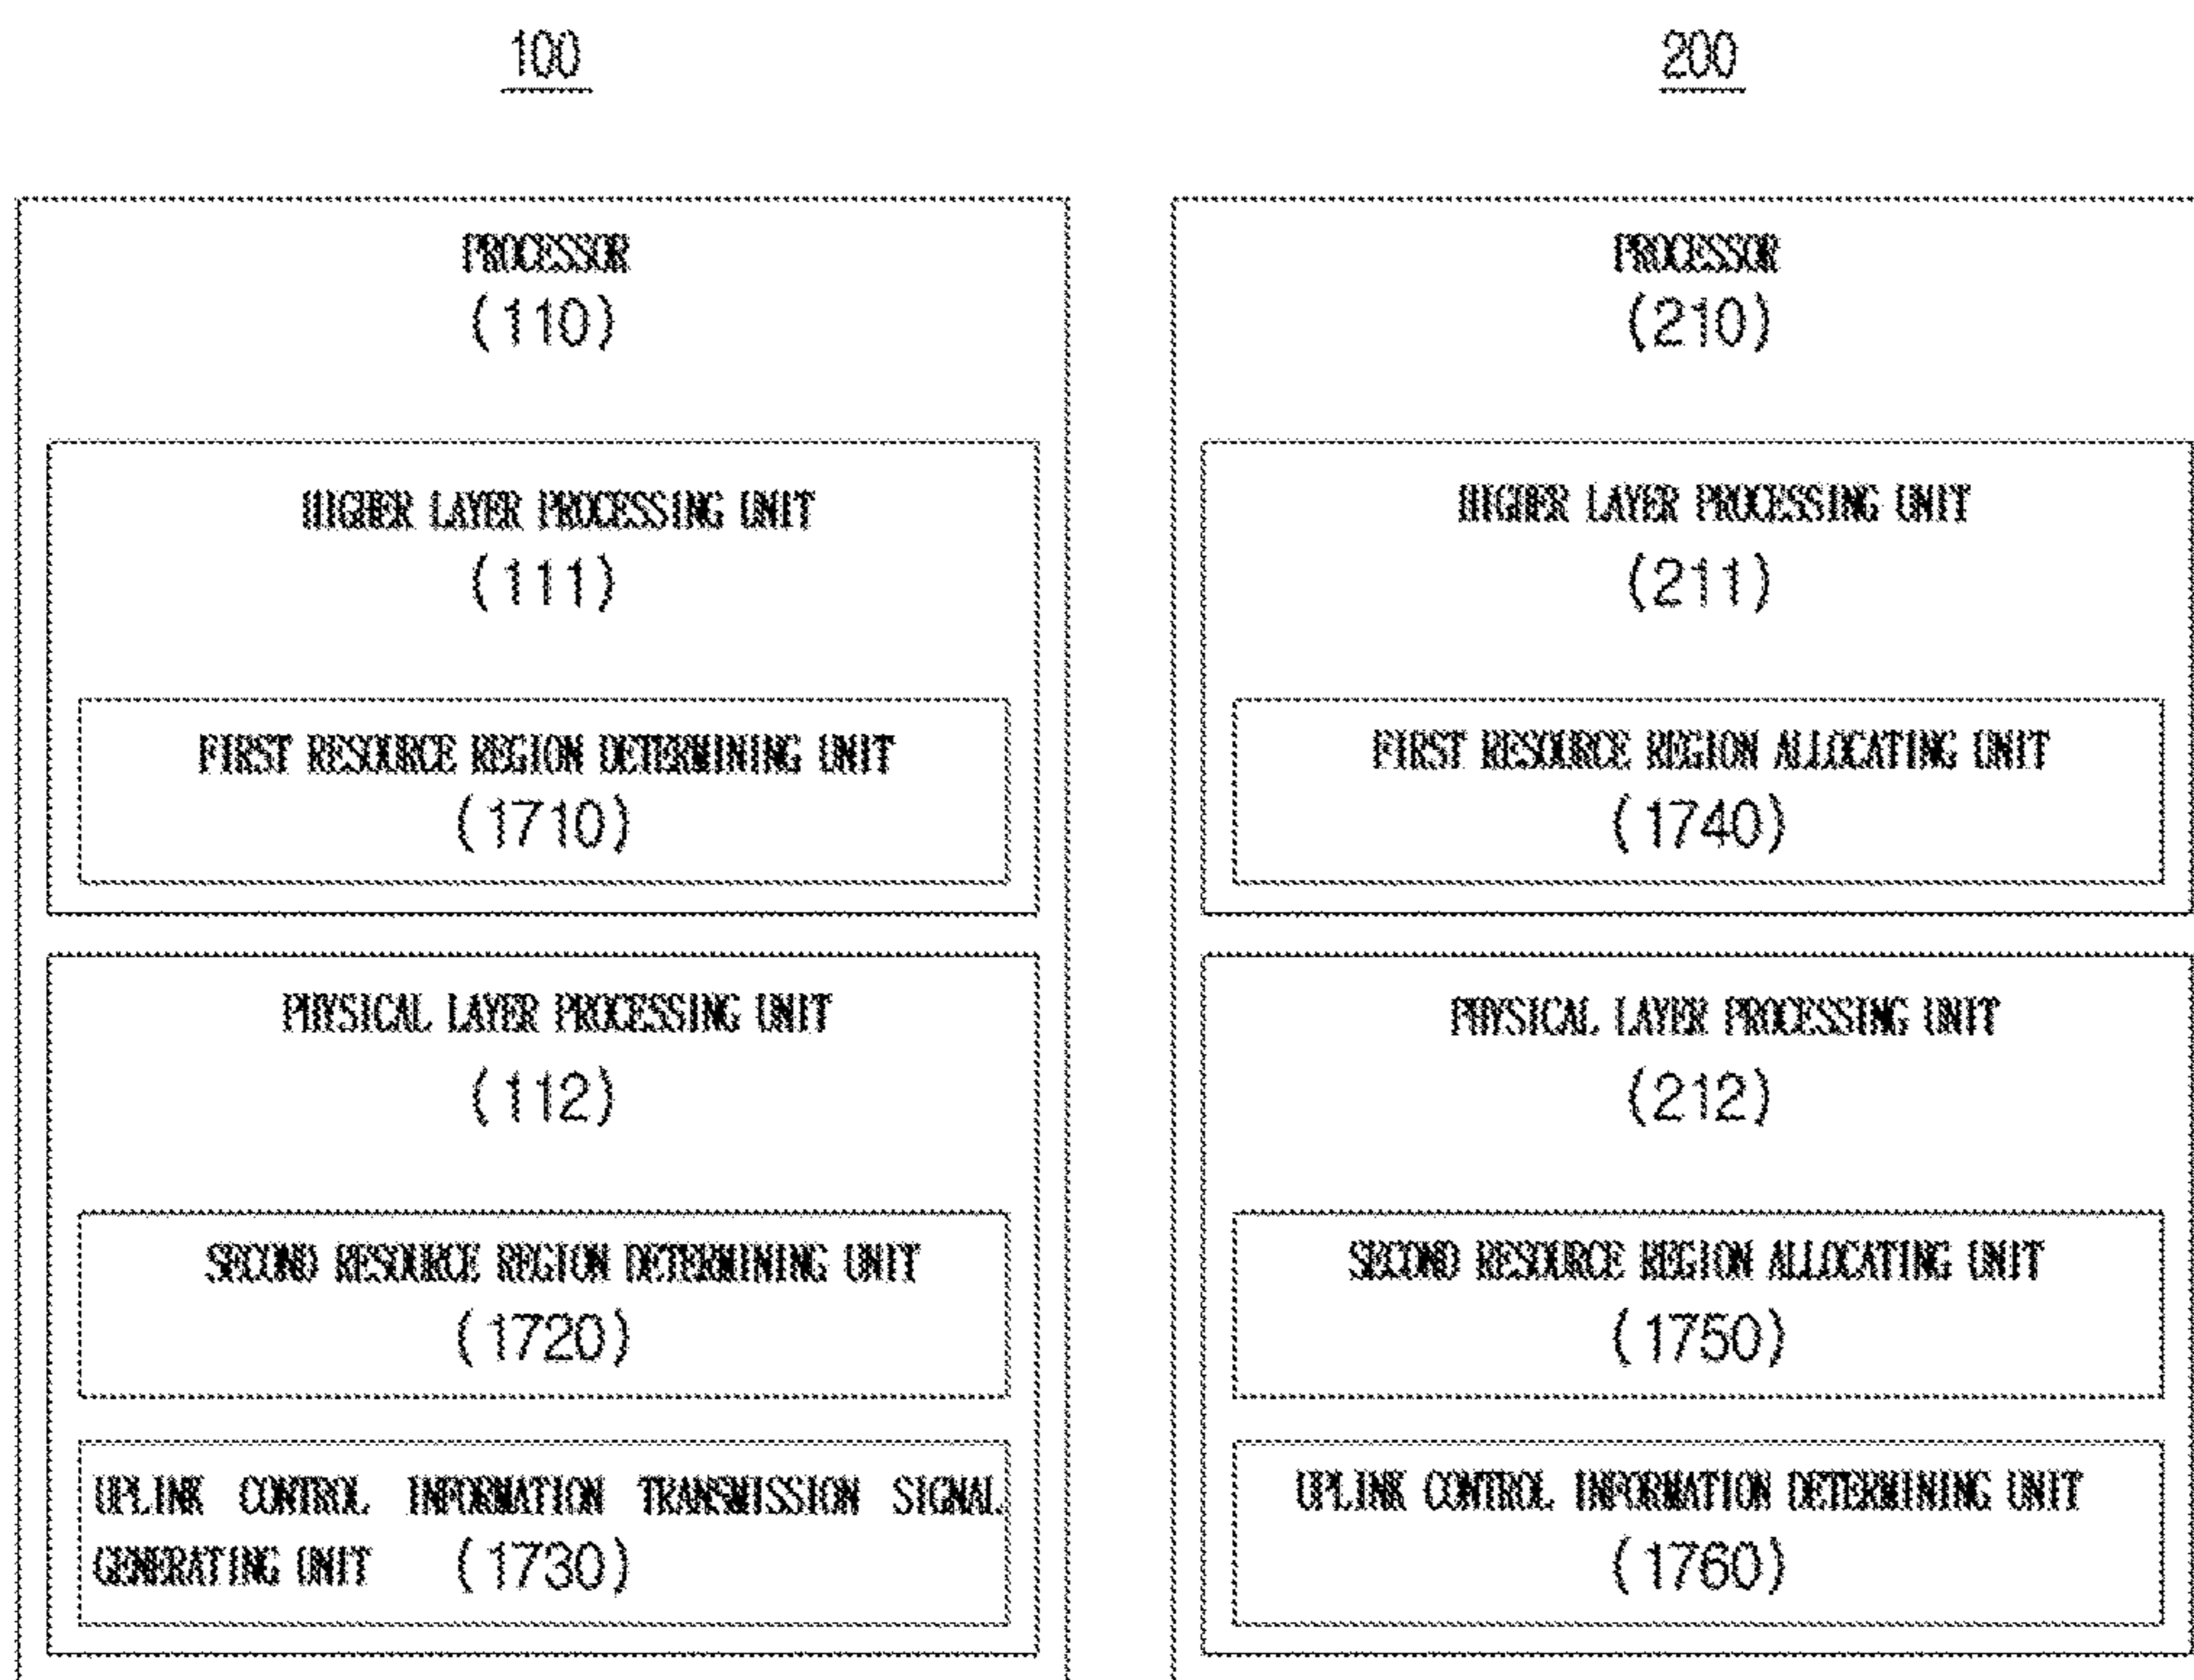 100
PROCESSOR
(110)
HIGHER LAYER PROCESSING UNIT
(111)
FIRST RESOURCE REGION DETERMINING UNIT
(1710)
PHYSICAL LAYER PROCESSING UNIT
(112)
SECOND RESOURCE REGION DETERMINING UNIT
(1720)
UPLINK CONTROL INFORMATION TRANSMISSION SIGNAL
GENERATING UNIT (1730)
200
PROCESSOR
(210)
HIGHER LAYER PROCESSING UNIT
(211)
FIRST RESOURCE REGION ALLOCATING UNIT
(1740)
PHYSICAL LAYER PROCESSING UNIT
(212)
SECOND RESOURCE REGION ALLOCATING UNIT
(1750)
UPLINK CONTROL INFORMATION DETERMINING UNIT
(1760)